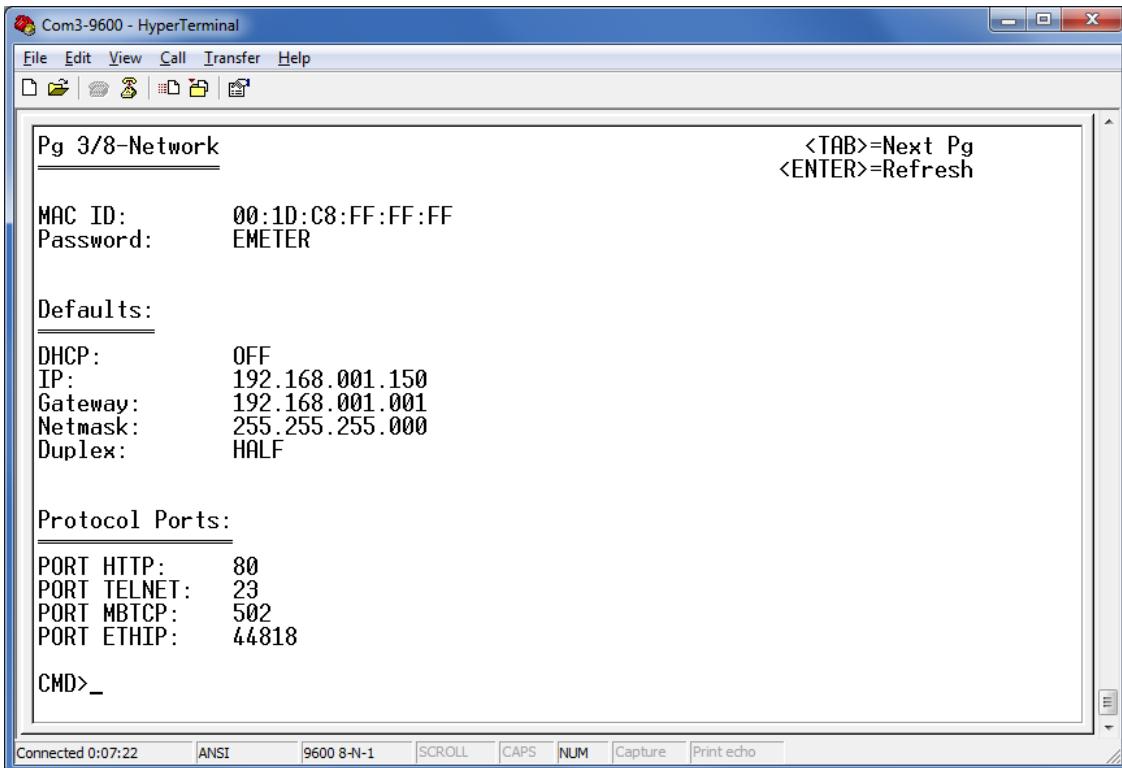 Com3-9600 - HyperTerminal
File Edit View Call Transfer Help
Pg 3/8-Network <TAB>=Next Pg
<ENTER>=Refresh
MAC ID: 00:1D:C8:FF:FF:FF
Password: EMETER
Defaults:
DHCP: OFF
IP: 192.168.001.150
Gateway: 192.168.001.001
Netmask: 255.255.255.000
Duplex: HALF
Protocol Ports:
PORT HTTP: 80
PORT TELNET: 23
PORT MBTCP: 502
PORT ETHIP: 44818
CMD>_
Connected 0:07:22 ANSI 9600 8-N-1 SCROLL CAPS NUM Capture Print echo